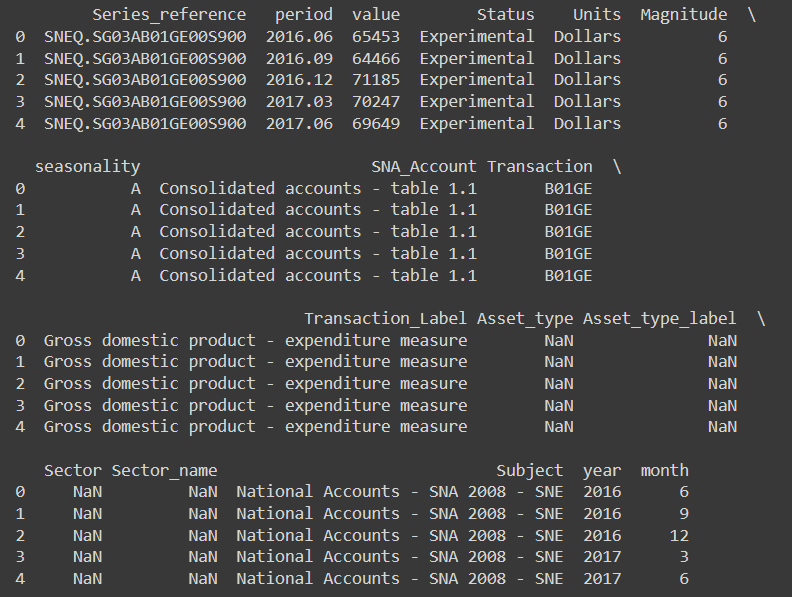 Series_reference period value Status Units Magnitude \
0 SNEQ.SG03AB01GE00S900 2016.06 65453 Experimental Dollars 6
1 SNEQ.SG03AB01GE00S900 2016.09 64466 Experimental Dollars 6
2 SNEQ.SG03AB01GE00S900 2016.12 71185 Experimental Dollars 6
3 SNEQ.SG03AB01GE00S900 2017.03 70247 Experimental Dollars 6
4 SNEQ.SG03AB01GE00S900 2017.06 69649 Experimental Dollars 6
seasonality SNA_Account Transaction \
0 A Consolidated accounts - table 1.1 B01GE
1 A Consolidated accounts - table 1.1 B01GE
2 A Consolidated accounts - table 1.1 B01GE
3 A Consolidated accounts - table 1.1 B01GE
4 A Consolidated accounts - table 1.1 B01GE
Transaction_Label Asset_type Asset_type_label \
0 Gross domestic product - expenditure measure NaN NaN
1 Gross domestic product - expenditure measure NaN NaN
2 Gross domestic product - expenditure measure NaN NaN
3 Gross domestic product - expenditure measure NaN NaN
4 Gross domestic product - expenditure measure NaN NaN
Sector Sector_name Subject year month
0 NaN NaN National Accounts - SNA 2008 - SNE 2016 6
1 NaN NaN National Accounts - SNA 2008 - SNE 2016 9
2 NaN NaN National Accounts - SNA 2008 - SNE 2016 12
3 NaN NaN National Accounts - SNA 2008 - SNE 2017 3
4 NaN NaN National Accounts - SNA 2008 - SNE 2017 6